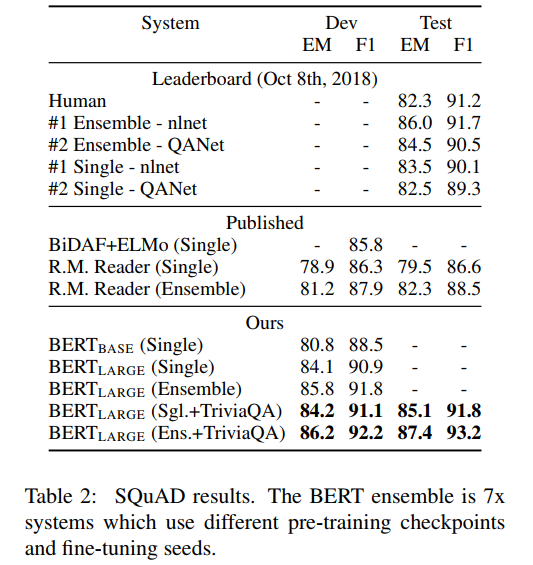 System Dev Test
EM F1 EM F1
Leaderboard (Oct 8th, 2018)
Human - - 82.3 91.2
#1 Ensemble - nlnet - - 86.0 91.7
#2 Ensemble - QANet - - 84.5 90.5
#1 Single - nlnet - - 83.5 90.1
#2 Single - QANet - - 82.5 89.3
Published
BiDAF+ELMo (Single) - 85.8 - -
R.M. Reader (Single) 78.9 86.3 79.5 86.6
R.M. Reader (Ensemble) 81.2 87.9 82.3 88.5
Ours
BERTBASE (Single) 80.8 88.5 - -
BERTLARGE (Single) 84.1 90.9 - -
BERTLARGE (Ensemble) 85.8 91.8 - -
BERTLARGE (Sgl.+TriviaQA) 84.2 91.1 85.1 91.8
BERTLARGE (Ens.+TriviaQA) 86.2 92.2 87.4 93.2
Table 2: SQuAD results. The BERT ensemble is 7x
systems which use different pre-training checkpoints
and fine-tuning seeds.